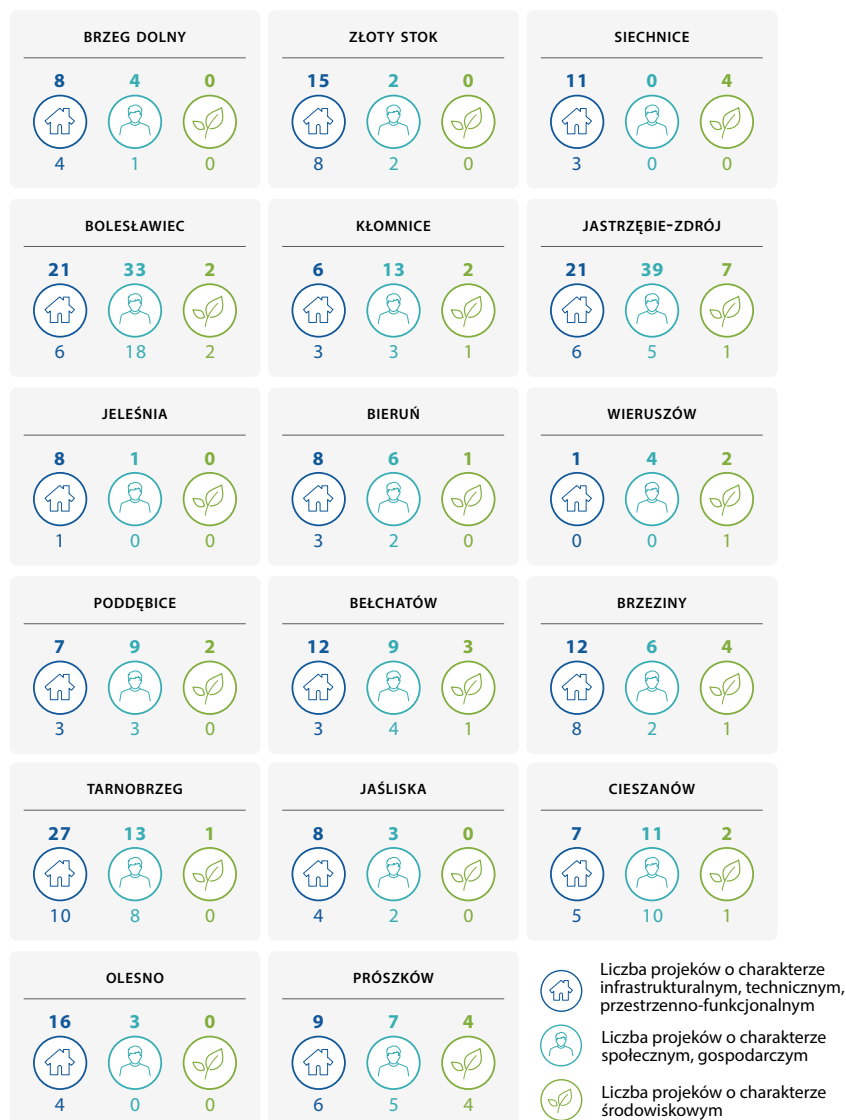 BRZEG DOLNY
8 4 0
4 1 0
ZŁOTY STOK
15 2 0
8 2 0
SIECHNICE
11 0 4
3 0 0
BOLESŁAWIEC
21 33 2
6 18 2
KŁOMNICE
6 13 2
3 3 1
JASTRZĘBIE-ZDRÓJ
21 39 7
6 5 1
JELEŚNIA
8 1 0
1 0 0
BIERUŃ
8 6 1
3 2 0
WIERUSZÓW
1 4 2
0 0 1
PODDĘBICE
7 9 2
3 3 0
BEŁCHATÓW
12 9 3
3 4 1
BRZEZINY
12 6 4
8 2 1
TARNOBRZEG
27 13 1
10 8 0
JAŚLISKA
8 3 0
4 2 0
CIESZANÓW
7 11 2
5 10 1
OLESNO
16 3 0
4 0 0
PRÓSZKÓW
9 7 4
6 5 4
Liczba projeków o charakterze
infrastrukturalnym, technicznym,
przestrzenno-funkcjonalnym
Liczba projeków o charakterze
społecznym, gospodarczym
Liczba projeków o charakterze
środowiskowym